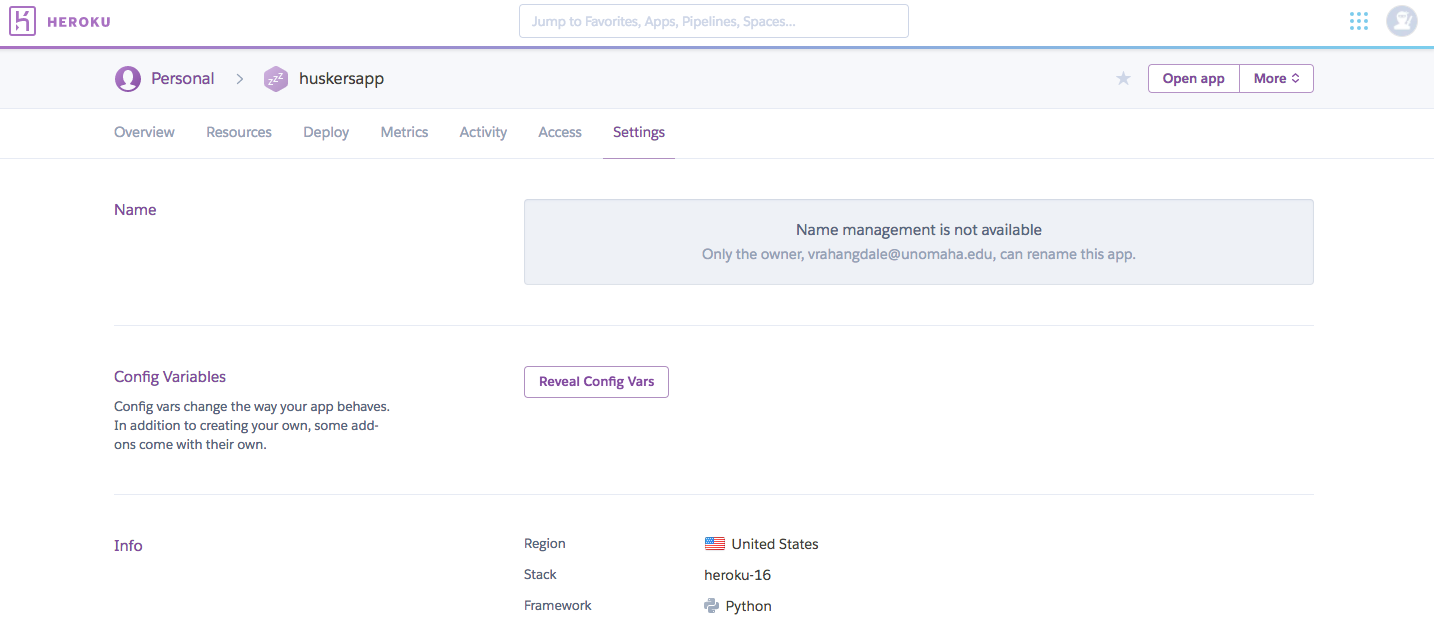 HEROKU
Jump to Favorites, Apps, Pipelines, Spaces...
Personal
zzz
huskersapp
Open app
More
Overview
Resources
Deploy
Metrics
Activity
Access
Settings
Name
Name management is not available
Only the owner, vrahangdale@unomaha.edu, can rename this app.
Config Variables
Reveal Config Vars
Config vars change the way your app behaves.
In addition to creating your own, some add-
ons come with their own.
Info
Region
United States
Stack
heroku-16
Framework
Python